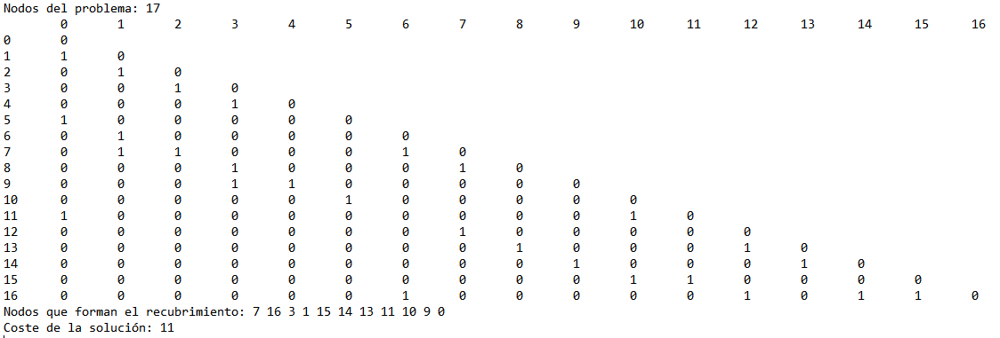 Nodos del problema: 17
0 1 2 3 4 5 6 7 8 9 10 11 12 13 14 15 16
0 0
1 1 0
2 0 1 0
3 0 0 1 0
4 0 0 0 1 0
5 1 0 0 0 0 0
6 0 1 0 0 0 0 0
7 0 1 1 0 0 0 1 0
8 0 0 0 1 0 0 0 1 0
9 0 0 0 1 1 0 0 0 0 0
10 0 0 0 0 0 1 0 0 0 0 0
11 1 0 0 0 0 0 0 0 0 0 1 0
12 0 0 0 0 0 0 0 1 0 0 0 0 0
13 0 0 0 0 0 0 0 0 1 0 0 0 1 0
14 0 0 0 0 0 0 0 0 0 1 0 0 0 1 0
15 0 0 0 0 0 0 0 0 0 0 1 1 0 0 0 0
16 0 0 0 0 0 0 1 0 0 0 0 0 1 0 1 1 0
Nodos que forman el recubrimiento: 7 16 3 1 15 14 13 11 10 9 0
Coste de la solución: 11